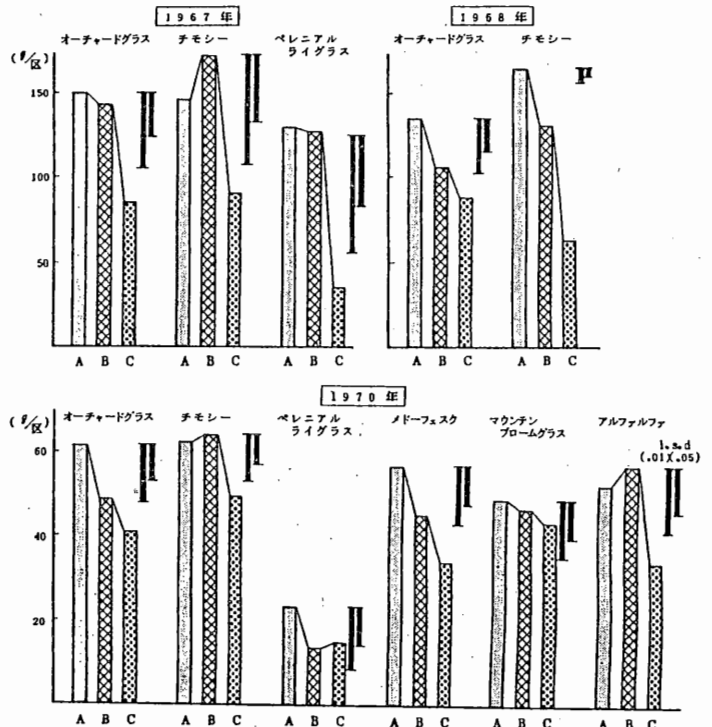 1967年
1968年
オーチャードグラス チモシー ペレニアル ライグラス
オーチャードグラス チモシー
(g/区)
150
100
50
A B C A B C A B C
A B C A B C
1970年
(g/区)
オーチャードグラス チモシー ペレニアル ライグラス メドーフェスク マウンテン ブロームグラス アルファルファ
l.s.d
(.01)(.05)
60
40
20
A B C A B C A B C A B C A B C A B C